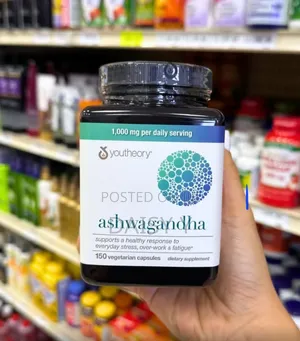 1,000 mg per daily serving
youtheory®
POSTED ON
DAISY Y
ashwagandha
supports a healthy response to
everyday stress, over-work & fatigue*
150 vegetarian capsules dietary supplement